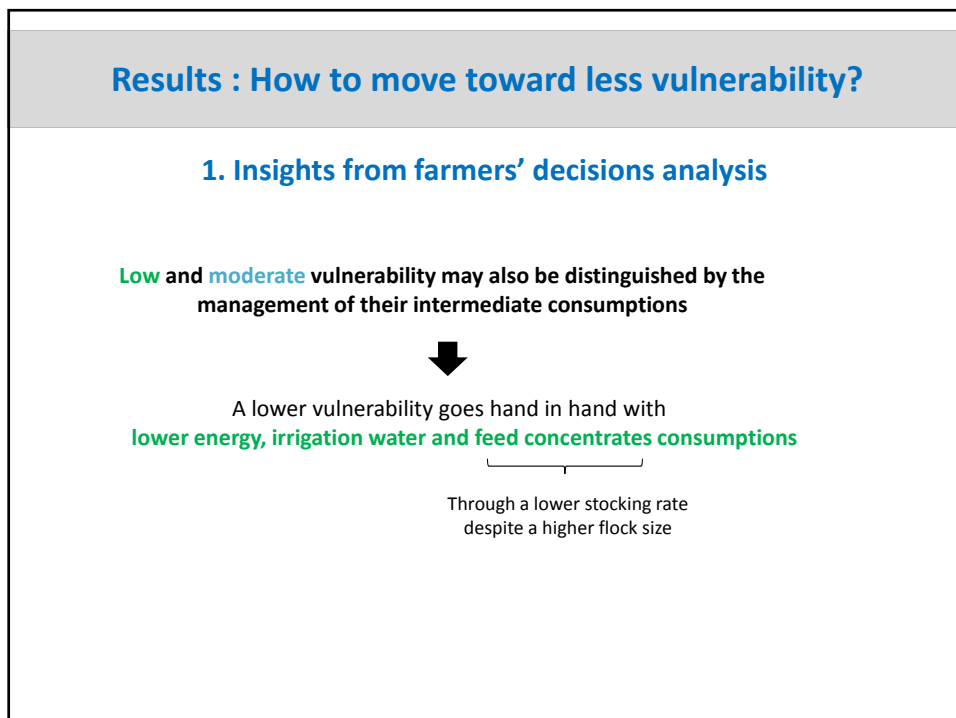 Results : How to move toward less vulnerability?
1. Insights from farmers’ decisions analysis
Low and moderate vulnerability may also be distinguished by the
management of their intermediate consumptions
A lower vulnerability goes hand in hand with
lower energy, irrigation water and feed concentrates consumptions
Through a lower stocking rate
despite a higher flock size